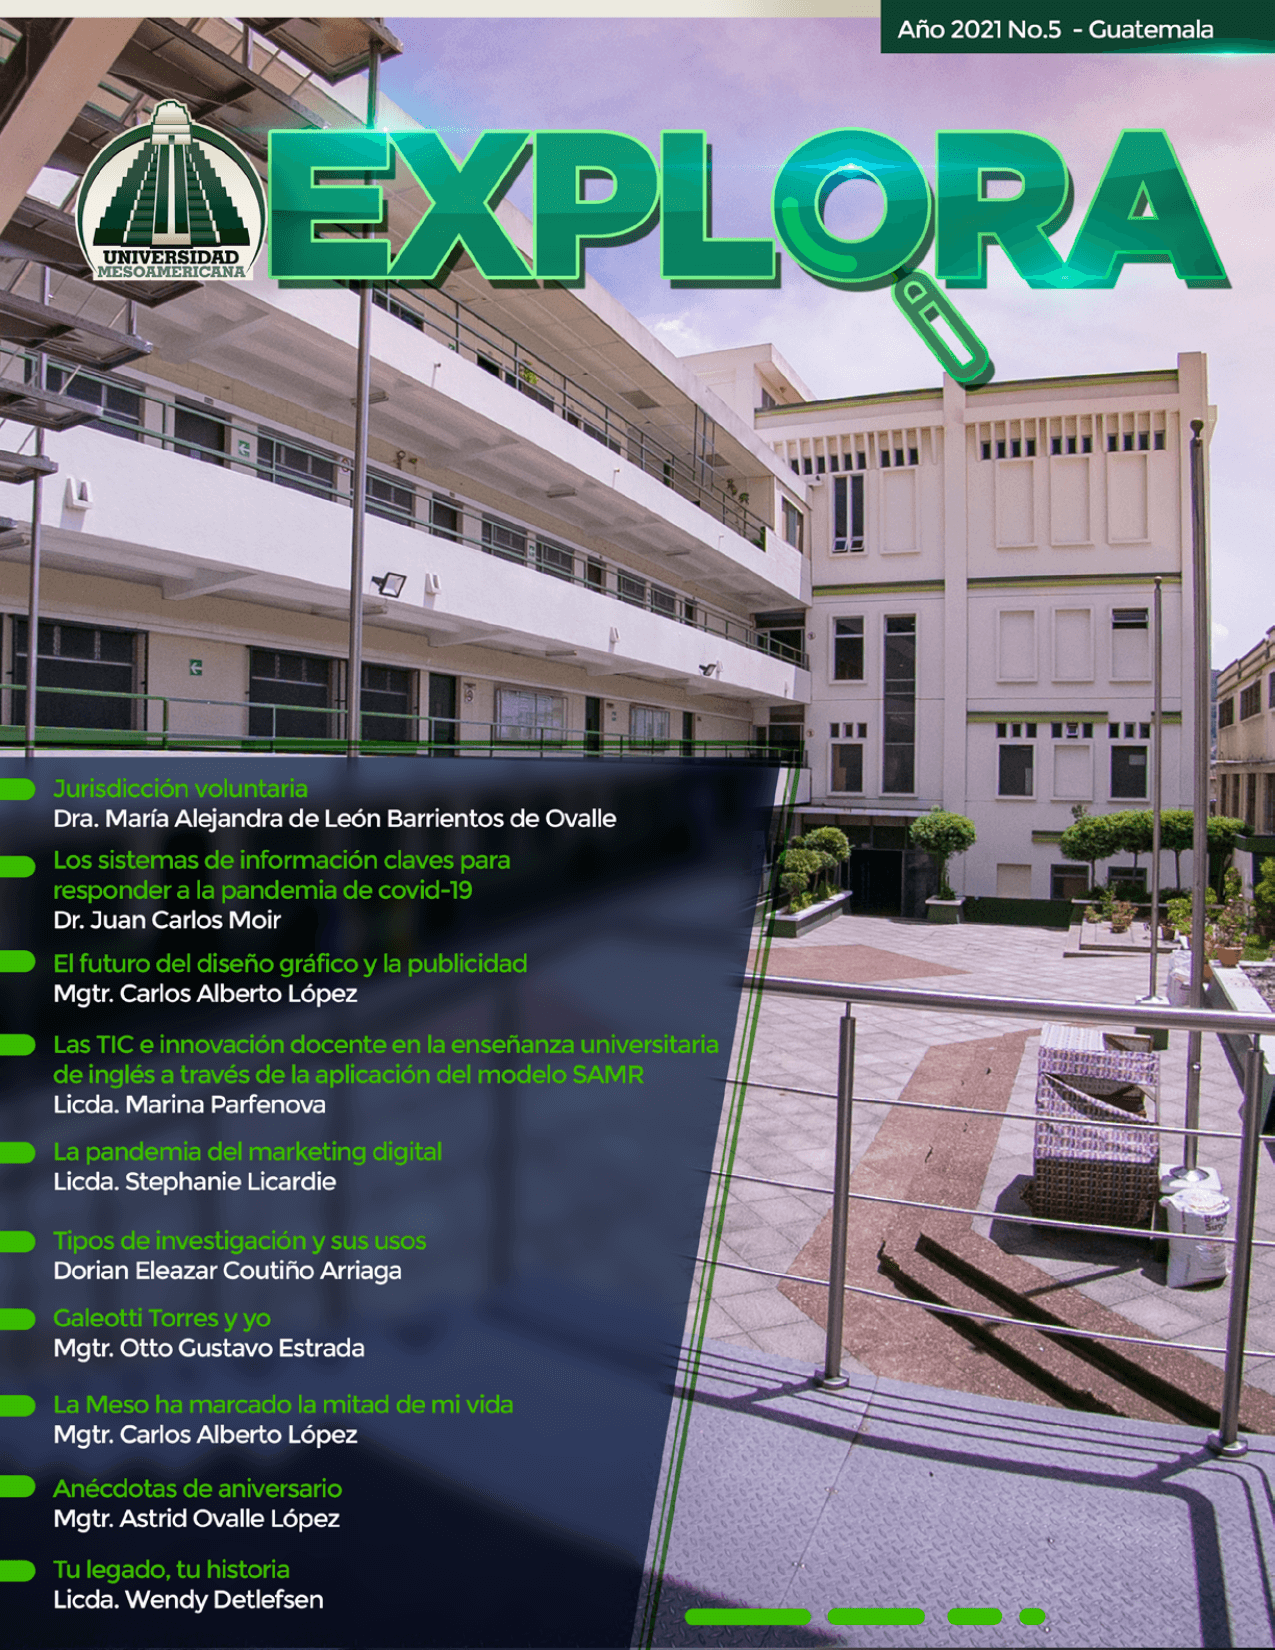 Año 2021 No.5 - Guatemala
EXPLORA
UNIVERSIDAD
MESOAMERICANA
Jurisdicción voluntaria
Dra. María Alejandra de León Barrientos de Ovalle
Los sistemas de información claves para
responder a la pandemia de covid-19
Dr. Juan Carlos Moir
El futuro del diseño gráfico y la publicidad
Mgtr. Carlos Alberto López
Las TIC e innovación docente en la enseñanza universitaria
de inglés a través de la aplicación del modelo SAMR
Licda. Marina Parfenova
La pandemia del marketing digital
Licda. Stephanie Licardie
Tipos de investigación y sus usos
Dorian Eleazar Coutiño Arriaga
Galeotti Torres y yo
Mgtr. Otto Gustavo Estrada
La Meso ha marcado la mitad de mi vida
Mgtr. Carlos Alberto López
Anécdotas de aniversario
Mgtr. Astrid Ovalle López
Tu legado, tu historia
Licda. Wendy Detlefsen